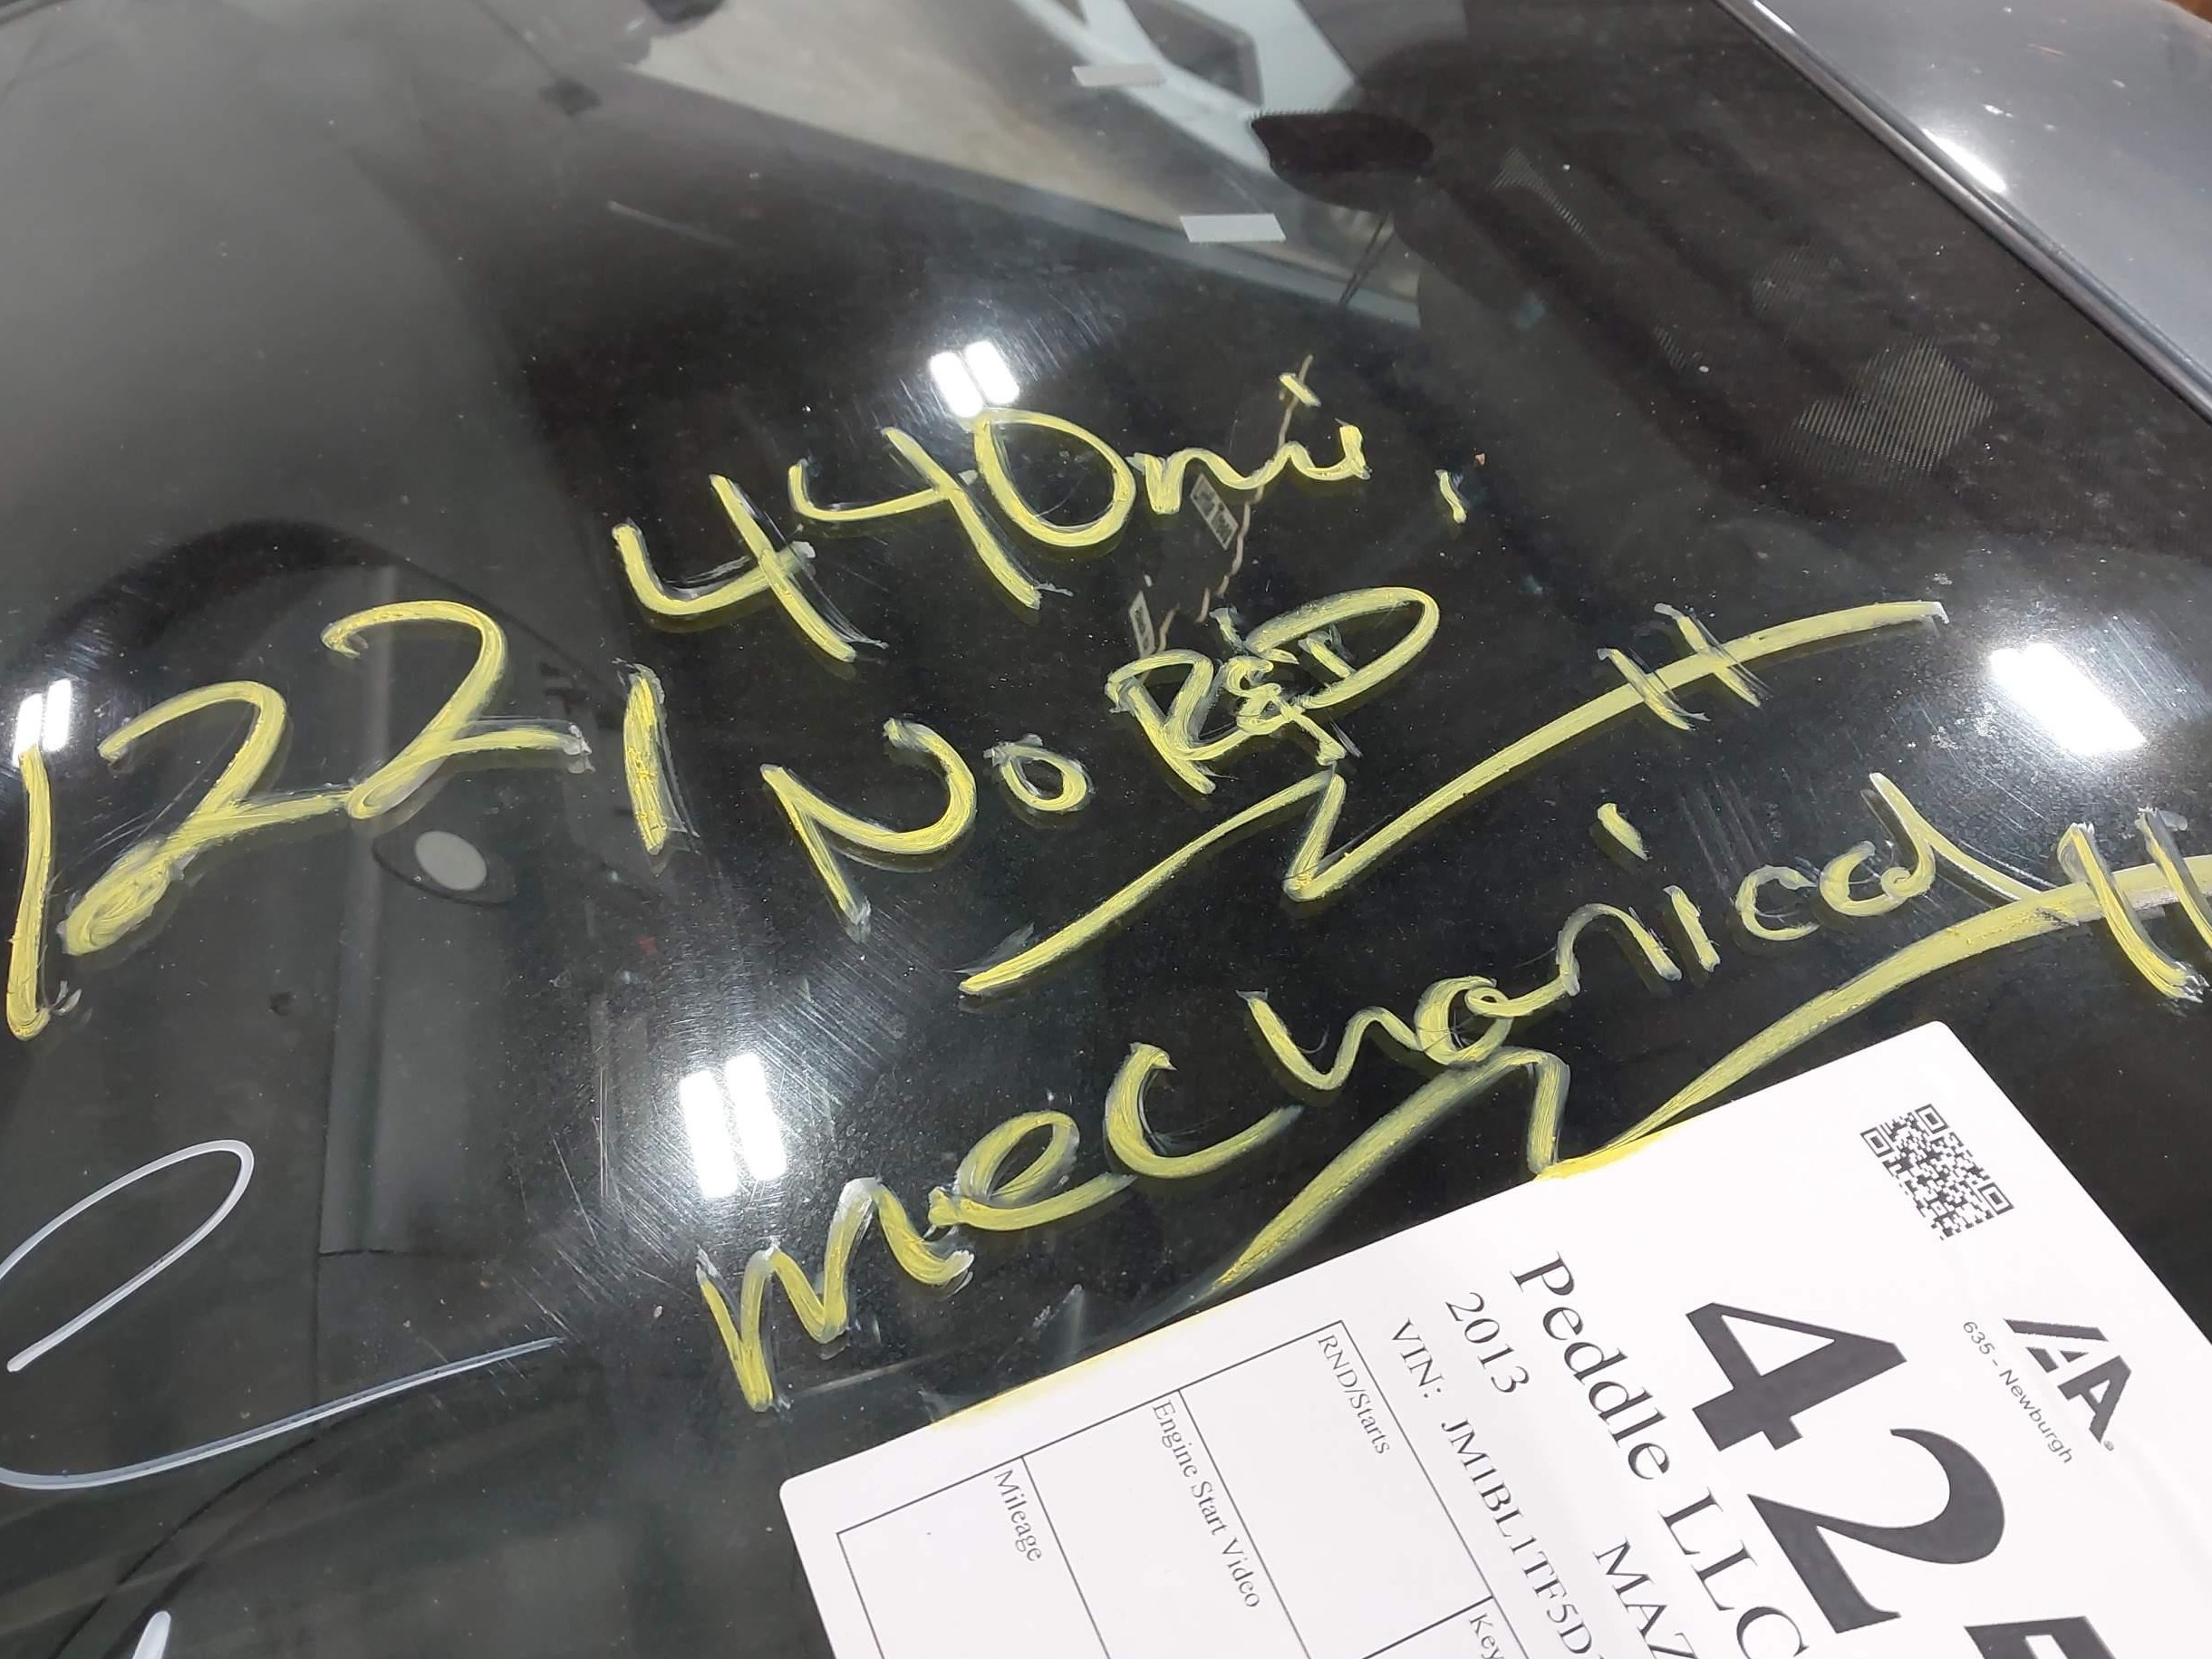 122,440mi.
No R&D
mechanical
IAA
635 - Newburgh
42
Peddle LLC
2013 MAZ
VIN: JM1BL1TF5D
RND/Starts
Key
Engine Start Video
Mileage